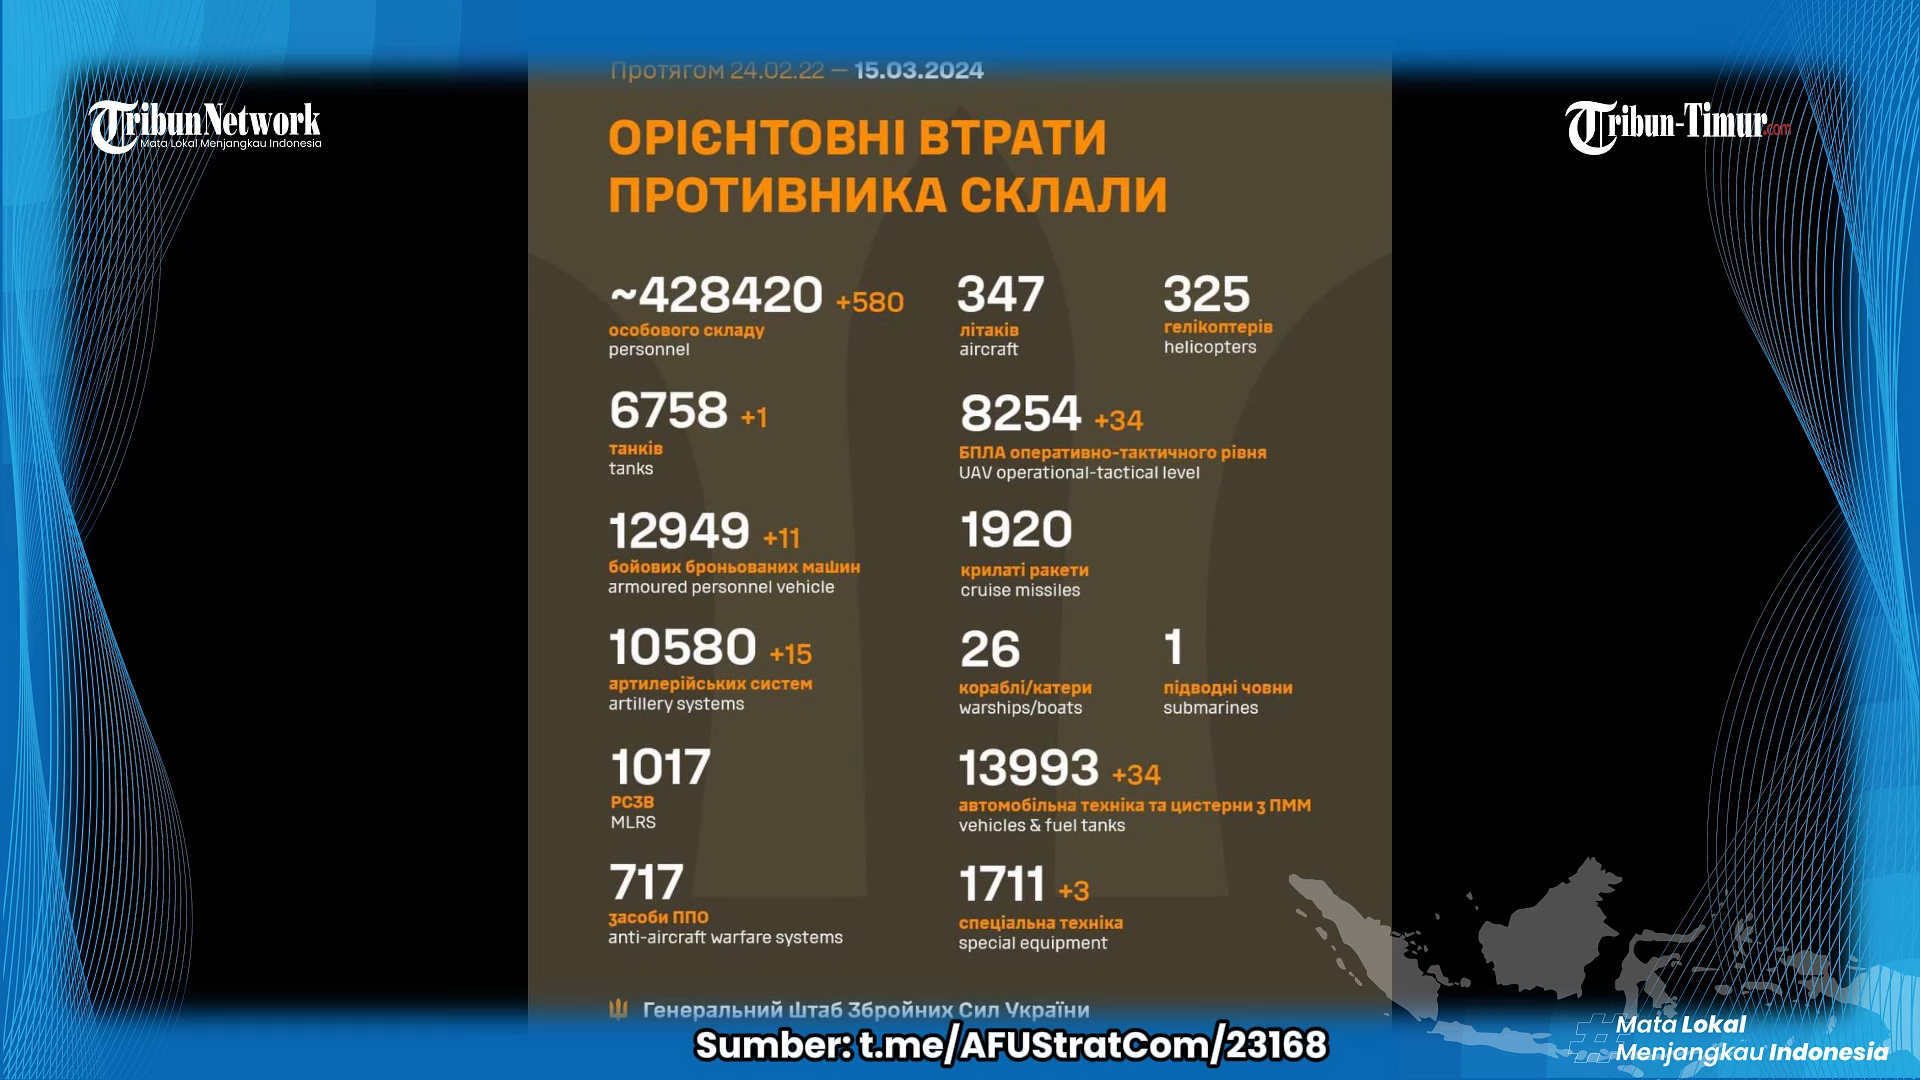 Протягом 24.02.22 — 15.03.2024
TribunNetwork
Mata Lokal Menjangkau Indonesia
Tribun-Timur.com
ОРІЄНТОВНІ ВТРАТИ
ПРОТИВНИКА СКЛАЛИ
~428420 +580
особового складу
personnel
347
літаків
aircraft
325
гелікоптерів
helicopters
6758 +1
танків
tanks
8254 +34
БПЛА оперативно-тактичного рівня
UAV operational-tactical level
12949 +11
бойових броньованих машин
armoured personnel vehicle
1920
крилаті ракети
cruise missiles
10580 +15
артилерійських систем
artillery systems
26
кораблі/катери
warships/boats
1
підводні човни
submarines
1017
РСЗВ
MLRS
13993 +34
автомобільна техніка та цистерни з ПММ
vehicles & fuel tanks
717
засоби ППО
anti-aircraft warfare systems
1711 +3
спеціальна техніка
special equipment
Генеральний штаб Збройних Сил України
Sumber: t.me/AFUStratCom/23168
#Mata Lokal
Menjangkau Indonesia